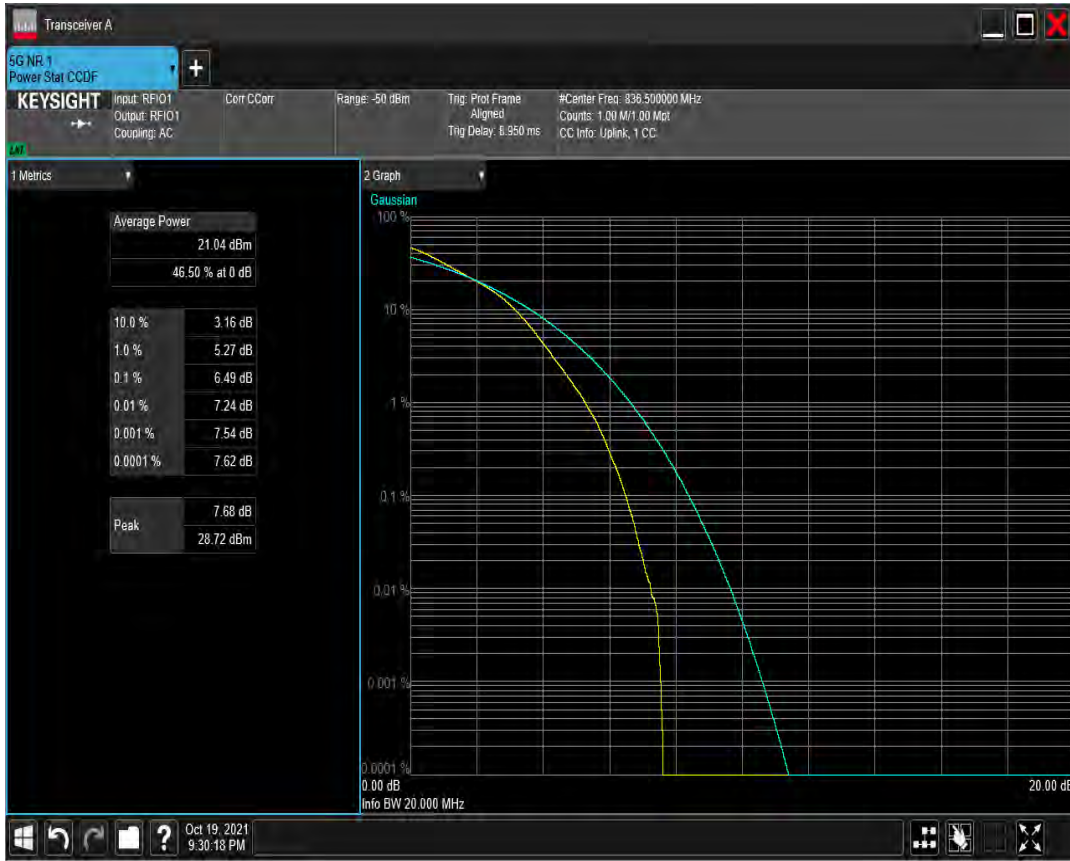 Transceiver A
5G NR 1
Power Stat CCDF
+
KEYSIGHT
Input: RFIO1
Output: RFIO1
Coupling: AC
Corr CCorr
Range: -50 dBm
Trig: Prot Frame
Aligned
Trig Delay: 8.950 ms
#Center Freq: 836.500000 MHz
Counts: 1.00 M/1.00 Mpt
CC Info: Uplink, 1 CC
1 Metrics
Average Power
21.04 dBm
46.50 % at 0 dB
10.0 % 3.16 dB
1.0 % 5.27 dB
0.1 % 6.49 dB
0.01 % 7.24 dB
0.001 % 7.54 dB
0.0001 % 7.62 dB
Peak 7.68 dB
28.72 dBm
2 Graph
Gaussian
100 %
10 %
1 %
0.1 %
0.01 %
0.001 %
0.0001 %
0.00 dB 20.00 dB
Info BW 20.000 MHz
? Oct 19, 2021
9:30:18 PM